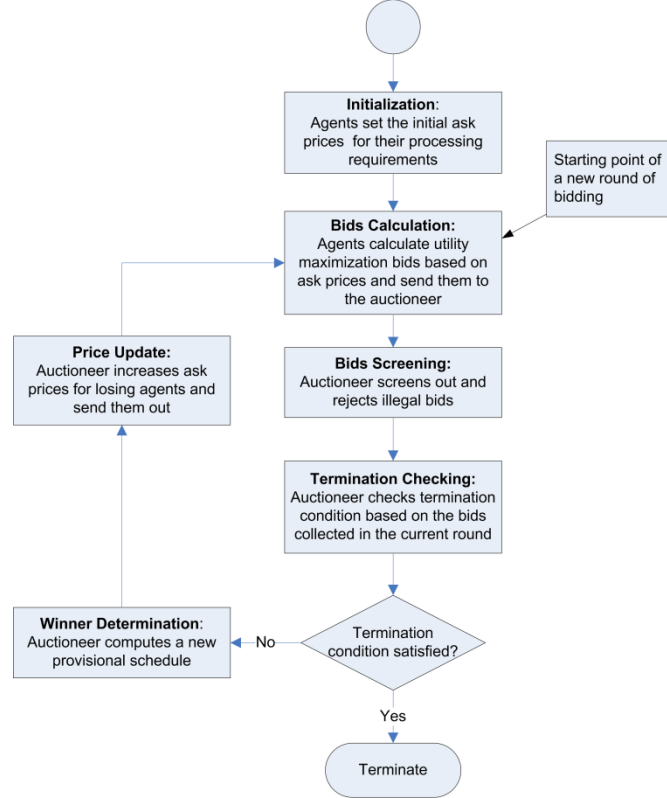 Initialization:
Agents set the initial ask
prices for their processing
requirements
Starting point of
a new round of
bidding
Bids Calculation:
Agents calculate utility
maximization bids based on
ask prices and send them to
the auctioneer
Price Update:
Auctioneer increases ask
prices for losing agents and
send them out
Bids Screening:
Auctioneer screens out and
rejects illegal bids
Termination Checking:
Auctioneer checks termination
condition based on the bids
collected in the current round
Winner Determination:
Auctioneer computes a new
provisional schedule
No
Termination
condition satisfied?
Yes
Terminate